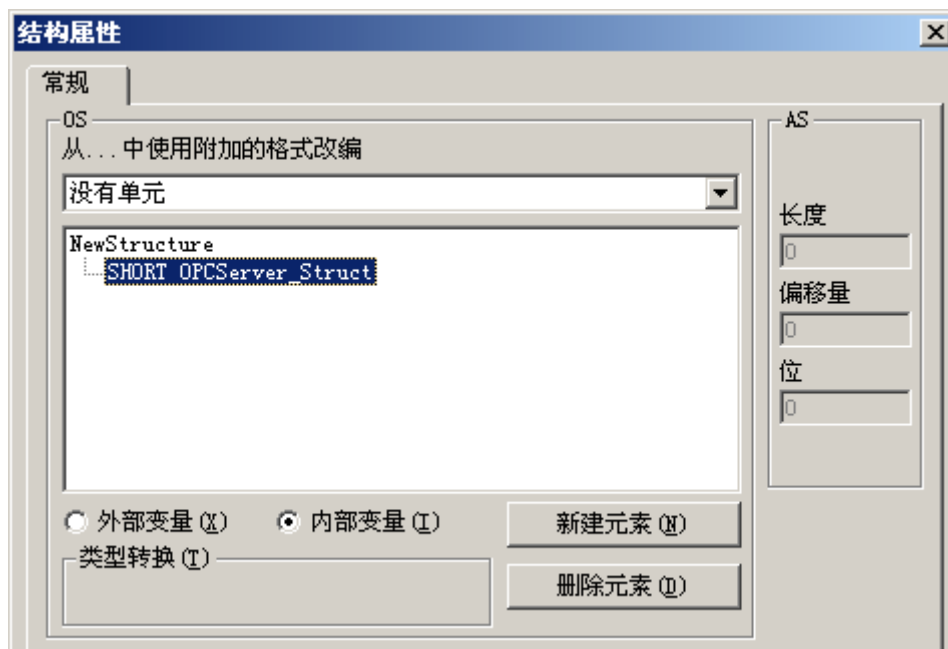 结构属性
常规
OS
从...中使用附加的格式改编
没有单元
NewStructure
SHORT OPCServer_Struct
外部变量(X)
内部变量(I)
新建元素(N)
类型转换(T)
删除元素(D)
AS
长度
0
偏移量
0
位
0